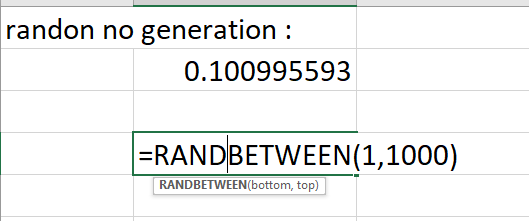 randon no generation :
0.100995593
=RANDBETWEEN(1,1000)
RANDBETWEEN(bottom, top)